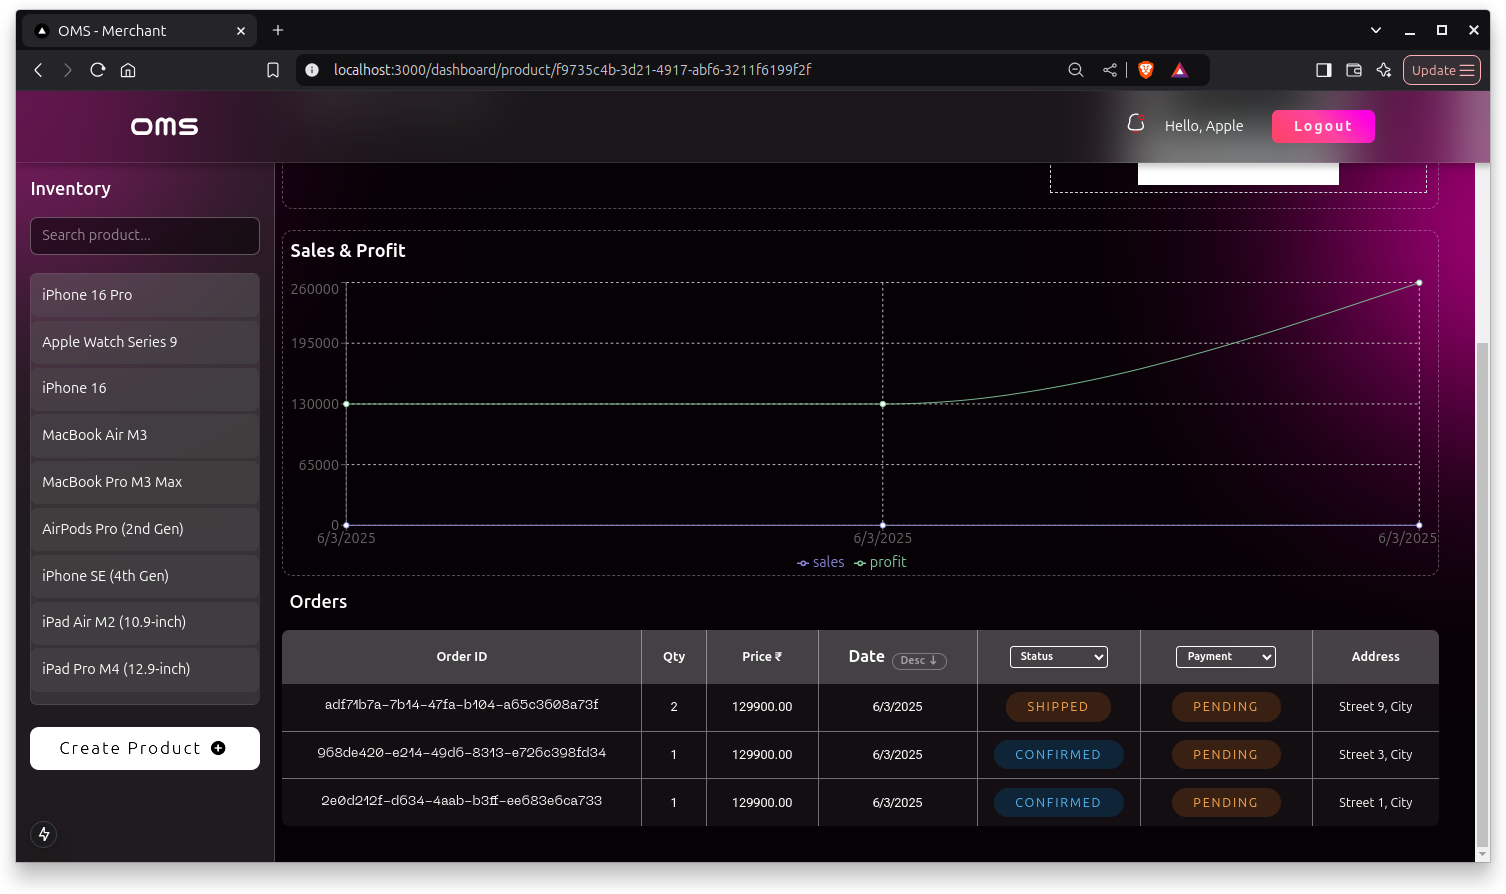 OMS - Merchant
localhost:3000/dashboard/product/f9735c4b-3d21-4917-abf6-3211f6199f2f
Update
OMS
Hello, Apple
Logout
Inventory
Search product...
iPhone 16 Pro
Apple Watch Series 9
iPhone 16
MacBook Air M3
MacBook Pro M3 Max
AirPods Pro (2nd Gen)
iPhone SE (4th Gen)
iPad Air M2 (10.9-inch)
iPad Pro M4 (12.9-inch)
Create Product
Sales & Profit
260000
195000
130000
65000
0
6/3/2025 6/3/2025 6/3/2025
sales profit
Orders
Order ID Qty Price ₹ Date Desc ↓ Status Payment Address
adf71b7a-7b14-47fa-b104-a65c3608a73f 2 129900.00 6/3/2025 SHIPPED PENDING Street 9, City
968de420-e214-49d6-8313-e726c398fd34 1 129900.00 6/3/2025 CONFIRMED PENDING Street 3, City
2e0d212f-d634-4aab-b3ff-ee683e6ca733 1 129900.00 6/3/2025 CONFIRMED PENDING Street 1, City